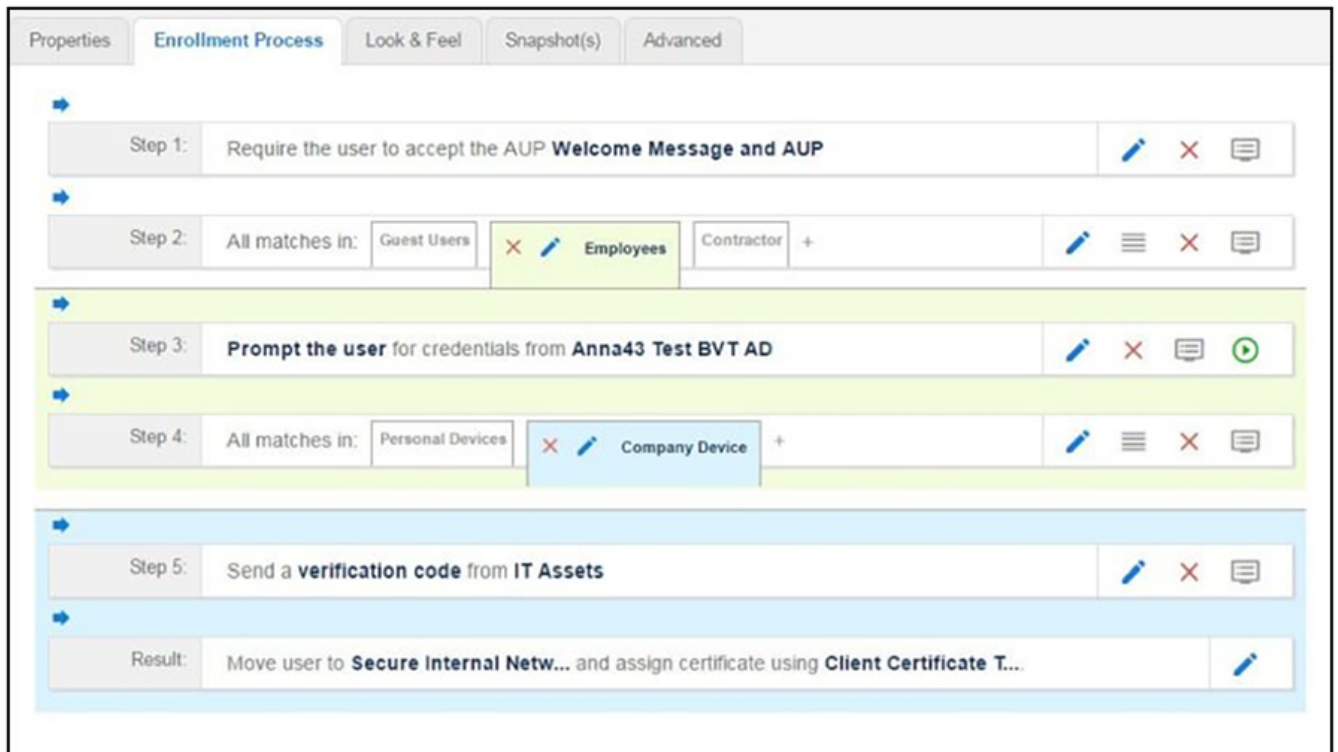 Properties Enrollment Process Look & Feel Snapshot(s) Advanced
Step 1: Require the user to accept the AUP Welcome Message and AUP
Step 2: All matches in: Guest Users Employees Contractor +
Step 3: Prompt the user for credentials from Anna43 Test BVT AD
Step 4: All matches in: Personal Devices Company Device +
Step 5: Send a verification code from IT Assets
Result: Move user to Secure Internal Netw... and assign certificate using Client Certificate T....